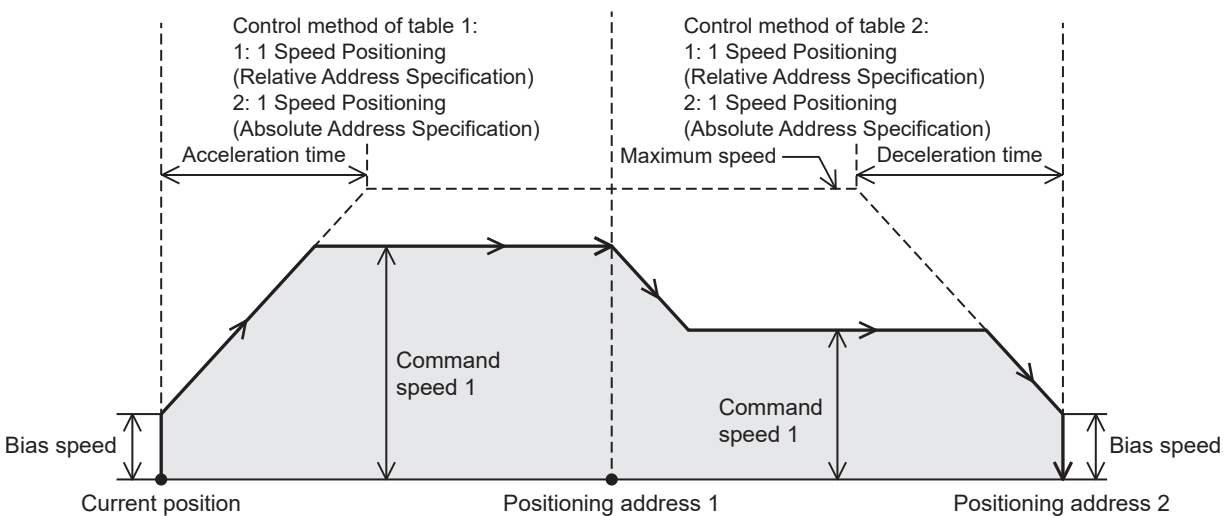 Control method of table 1:
1: 1 Speed Positioning
(Relative Address Specification)
2: 1 Speed Positioning
(Absolute Address Specification)
Control method of table 2:
1: 1 Speed Positioning
(Relative Address Specification)
2: 1 Speed Positioning
(Absolute Address Specification)
Acceleration time
Maximum speed
Deceleration time
Command
speed 1
Command
speed 1
Bias speed
Bias speed
Current position
Positioning address 1
Positioning address 2